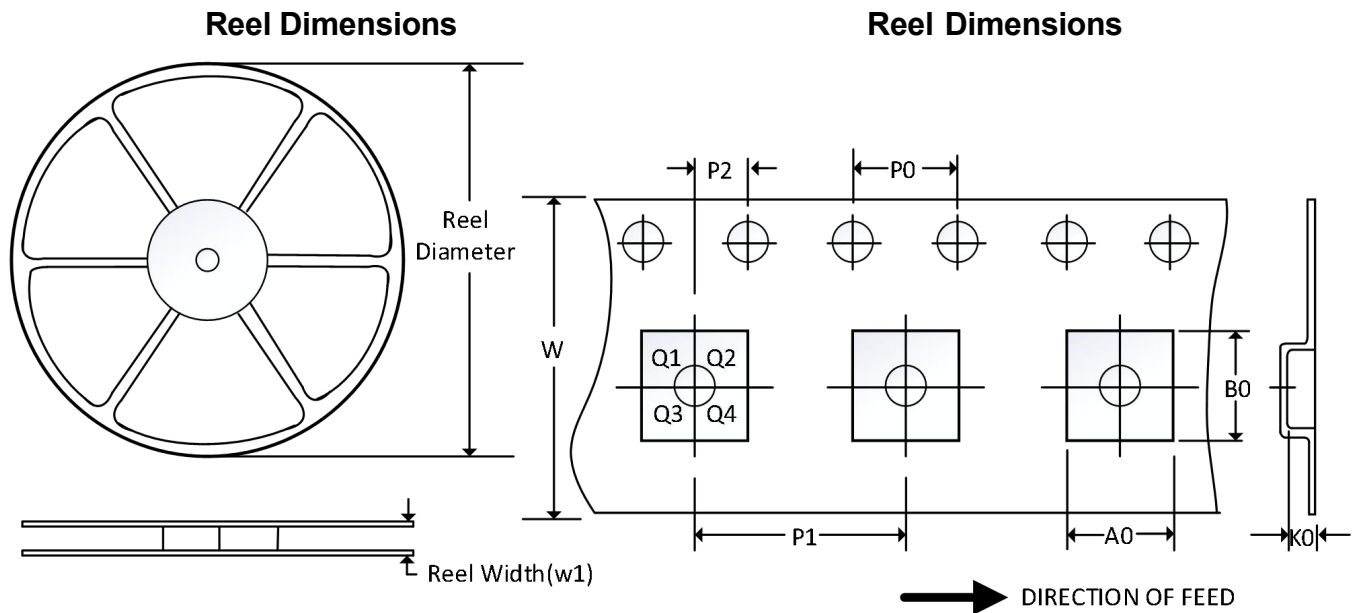 Reel Dimensions
Reel Dimensions
Reel
Diameter
Reel Width(w1)
P2
P0
W
Q1 Q2
Q3 Q4
B0
P1
A0
K0
DIRECTION OF FEED